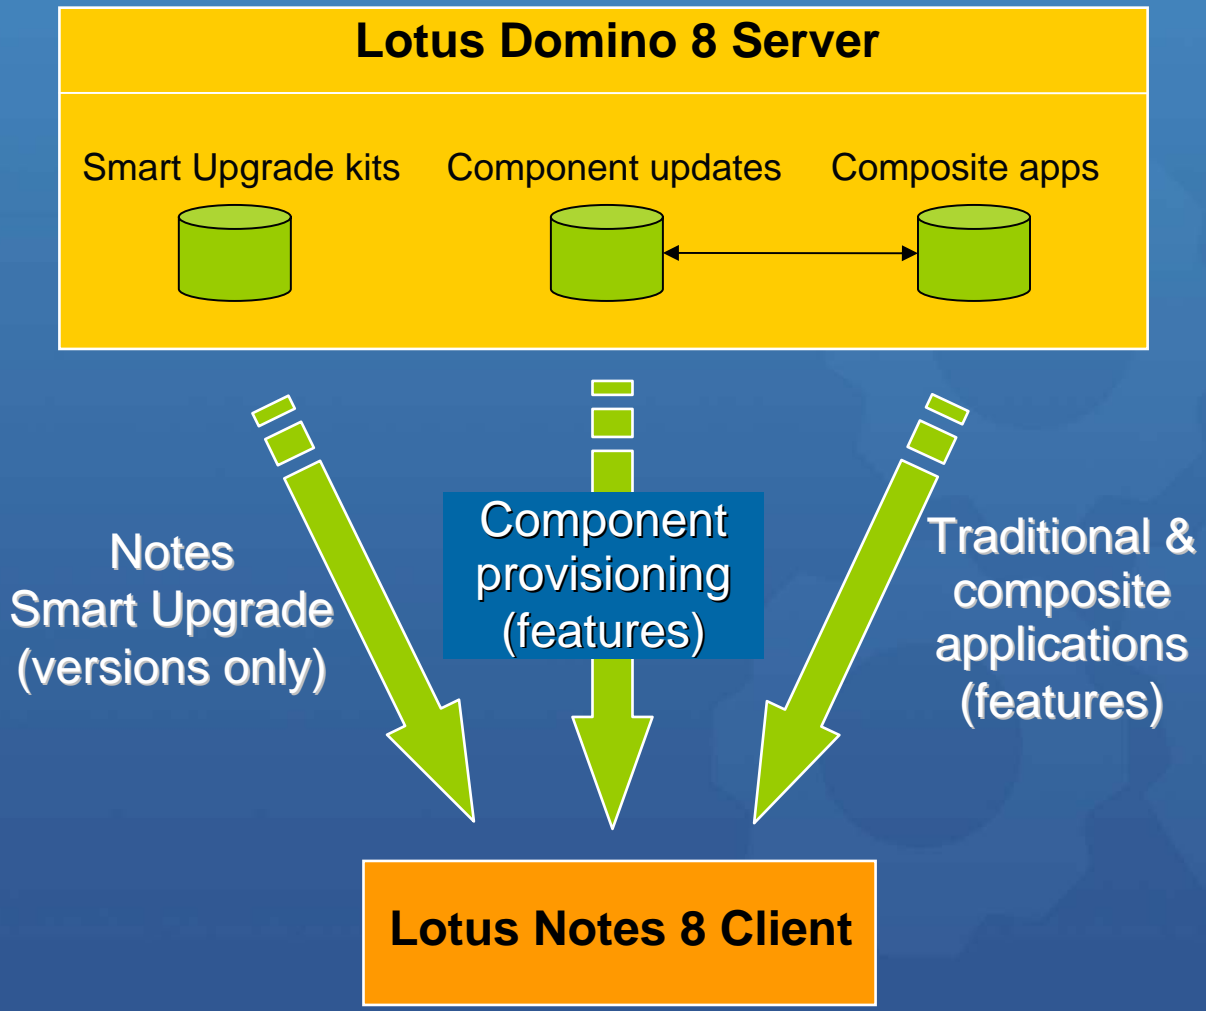 Lotus Domino 8 Server
Smart Upgrade kits
Component updates
Composite apps
Notes
Smart Upgrade
(versions only)
Component
provisioning
(features)
Traditional &
composite
applications
(features)
Lotus Notes 8 Client